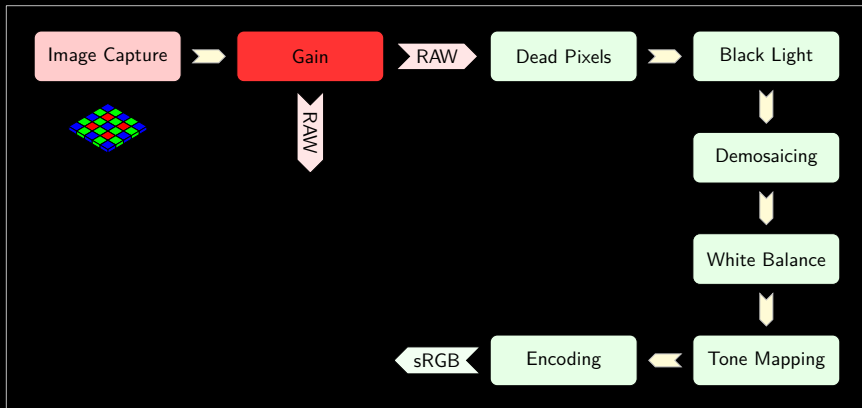 Image Capture
Gain
RAW
Dead Pixels
Black Light
RAW
Demosaicing
White Balance
Tone Mapping
Encoding
sRGB